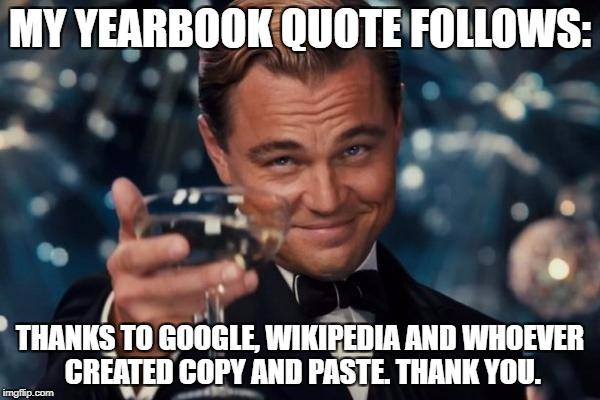 MY YEARBOOK QUOTE FOLLOWS:
THANKS TO GOOGLE, WIKIPEDIA AND WHOEVER
CREATED COPY AND PASTE. THANK YOU.
imgflip.com